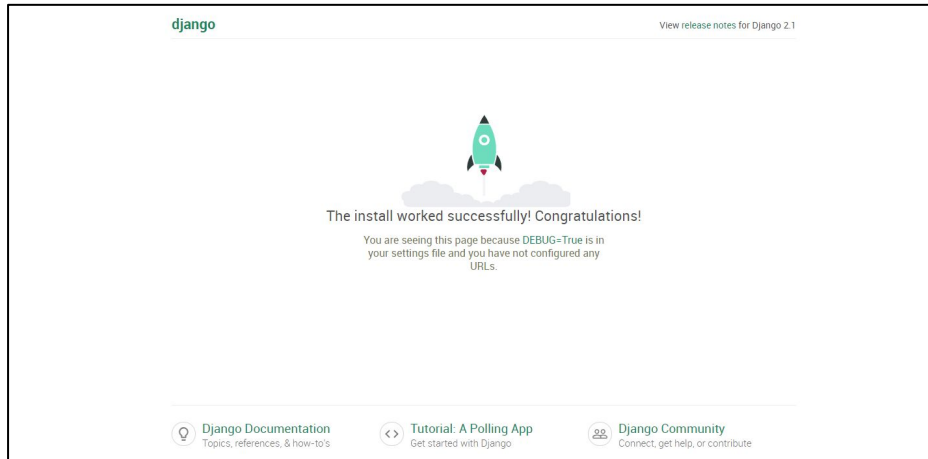 django
View release notes for Django 2.1
The install worked successfully! Congratulations!
You are seeing this page because DEBUG=True is in
your settings file and you have not configured any
URLs.
Django Documentation
Topics, references, & how-to's
Tutorial: A Polling App
Get started with Django
Django Community
Connect, get help, or contribute